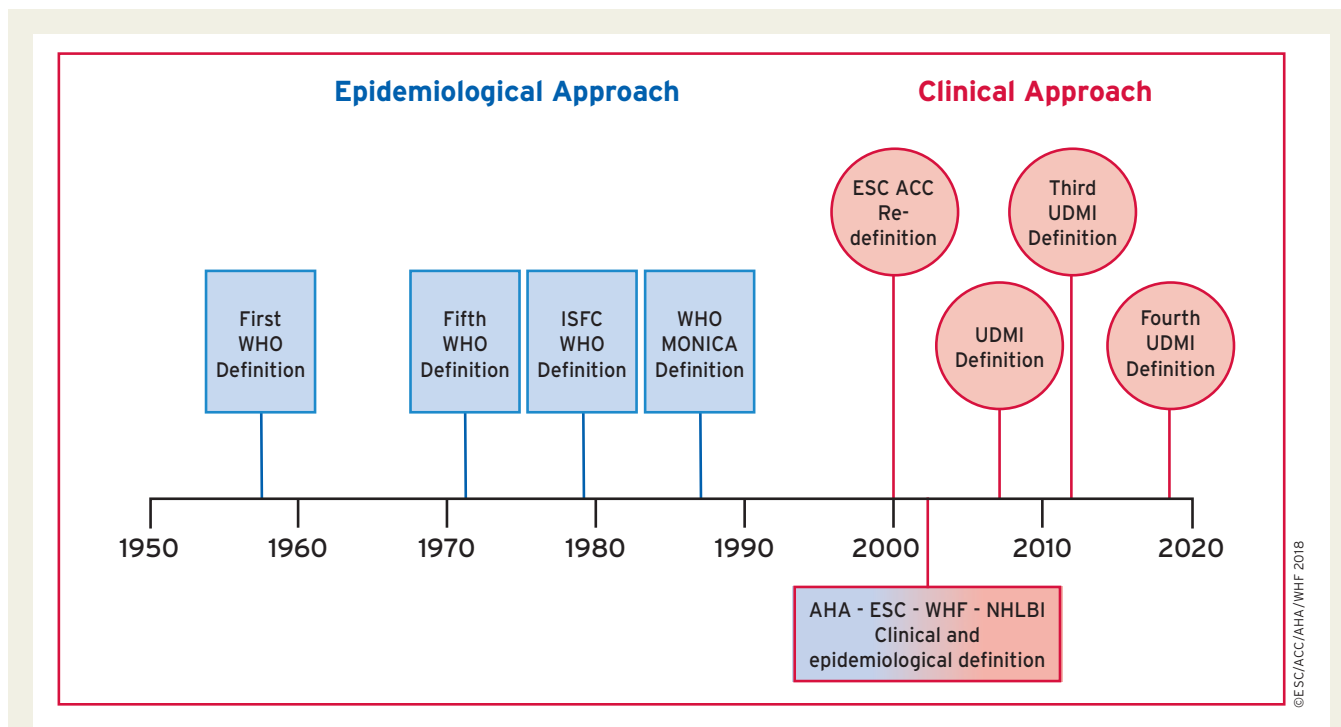 Epidemiological Approach
Clinical Approach
ESC ACC
Re-
definition
Third
UDMI
Definition
First
WHO
Definition
Fifth
WHO
Definition
ISFC
WHO
Definition
WHO
MONICA
Definition
UDMI
Definition
Fourth
UDMI
Definition
1950
1960
1970
1980
1990
2000
2010
2020
AHA - ESC - WHF - NHLBI
Clinical and
epidemiological definition
©ESC/ACC/AHA/WHF 2018